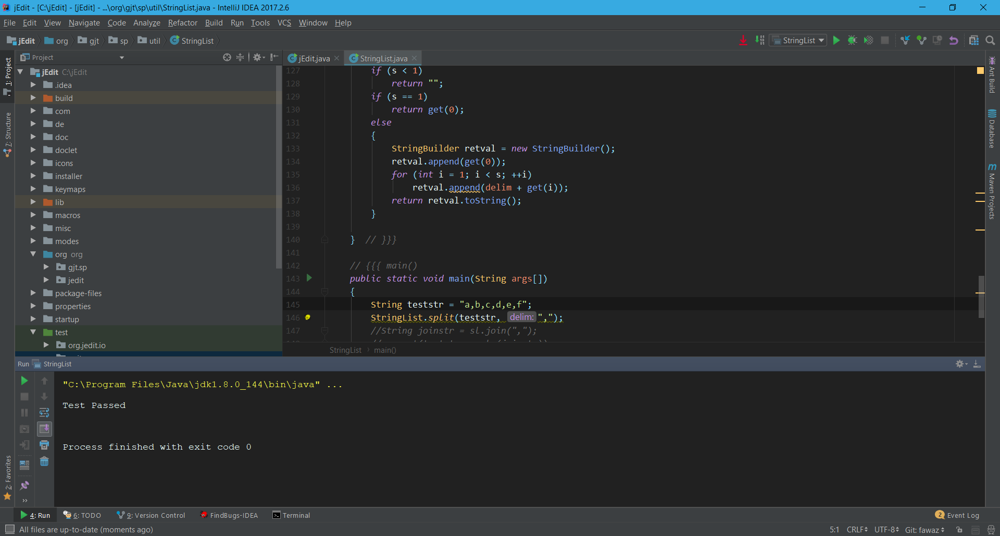 jEdit - [C:\jEdit] - [jEdit] - ...\org\gjt\sp\util\StringList.java - IntelliJ IDEA 2017.2.6
File Edit View Navigate Code Analyze Refactor Build Run Tools VCS Window Help
jEdit org gjt sp util StringList
StringList
Project
jEdit.java StringList.java
1: Project
7: Structure
2: Favorites
jEdit C:\jEdit
.idea
build
com
de
doc
doclet
icons
installer
keymaps
lib
macros
misc
modes
org org
gjt.sp
jedit
package-files
properties
startup
test
org.jedit.io
127 if (s < 1)
128 return "";
129 if (s == 1)
130 return get(0);
131 else
132 {
133 StringBuilder retval = new StringBuilder();
134 retval.append(get(0));
135 for (int i = 1; i < s; ++i)
136 retval.append(delim + get(i));
137 return retval.toString();
138 }
139
140 } // }}}
141
142 // {{{ main()
143 public static void main(String args[])
144 {
145 String teststr = "a,b,c,d,e,f";
146 StringList.split(teststr, delim: ",");
147 //String joinstr = sl.join(",");
StringList main()
Ant Build
Database
Maven Projects
Run StringList
"C:\Program Files\Java\jdk1.8.0_144\bin\java" ...
Test Passed
Process finished with exit code 0
4: Run 6: TODO 9: Version Control FindBugs-IDEA Terminal
2 Event Log
All files are up-to-date (moments ago)
5:1 CRLF UTF-8 Git: fawaz